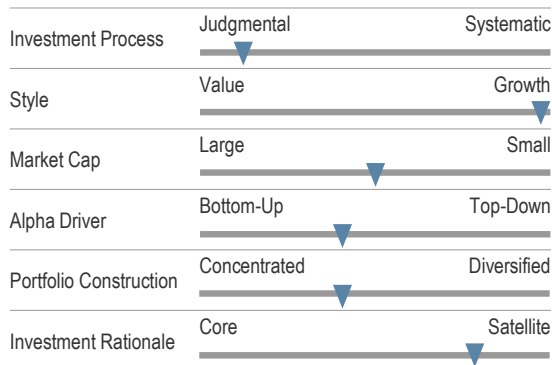 Investment Process Judgmental Systematic
Style Value Growth
Market Cap Large Small
Alpha Driver Bottom-Up Top-Down
Portfolio Construction Concentrated Diversified
Investment Rationale Core Satellite